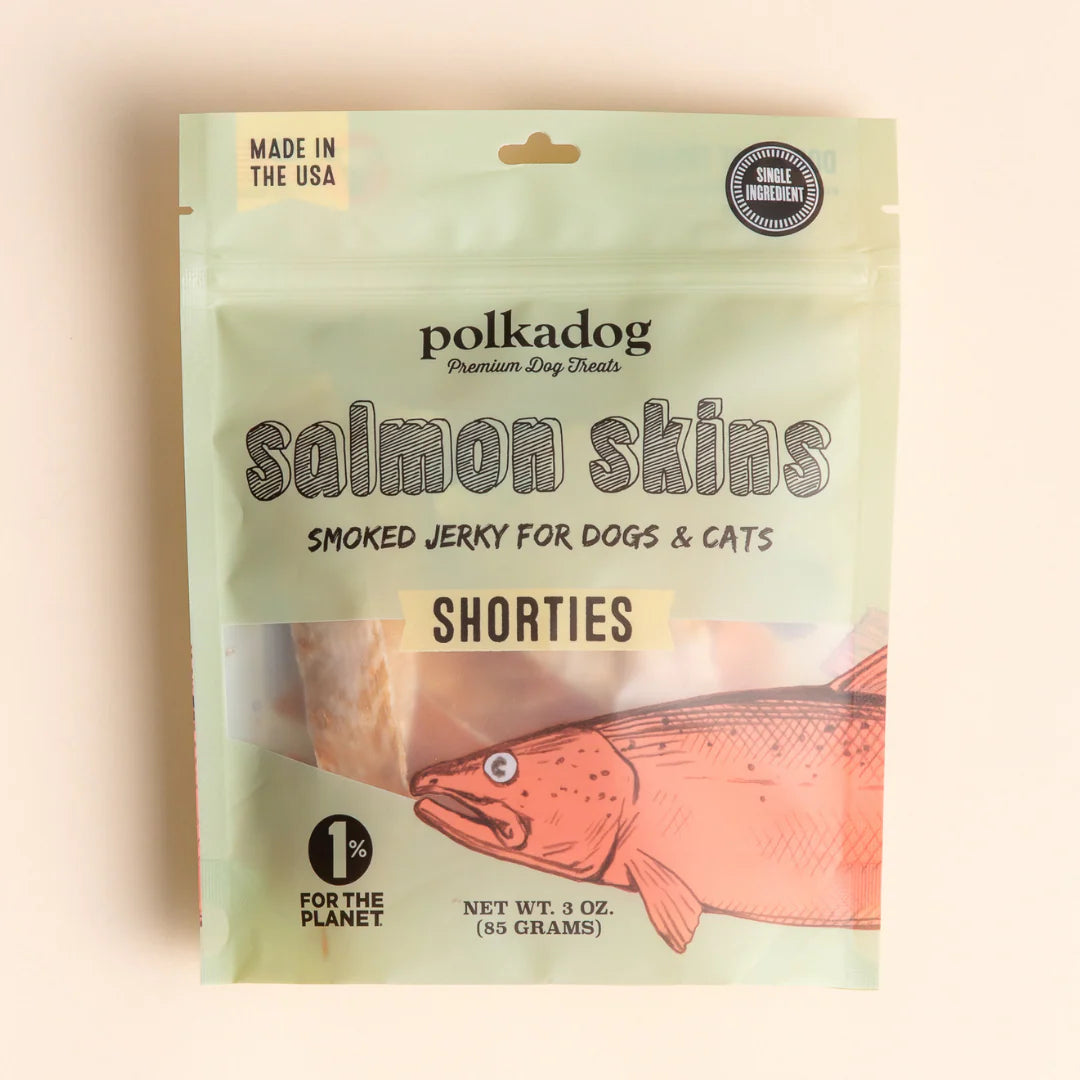 MADE IN
THE USA
SINGLE
INGREDIENT
polkadog
Premium Dog Treats
salmon skins
SMOKED JERKY FOR DOGS & CATS
SHORTIES
1%
FOR THE
PLANET
NET WT. 3 OZ.
(85 GRAMS)